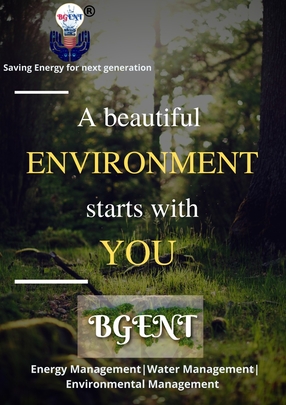 BGENT
®
Saving Energy for next generation
A beautiful
ENVIRONMENT
starts with
YOU
BGENT
Energy Management|Water Management|
Environmental Management